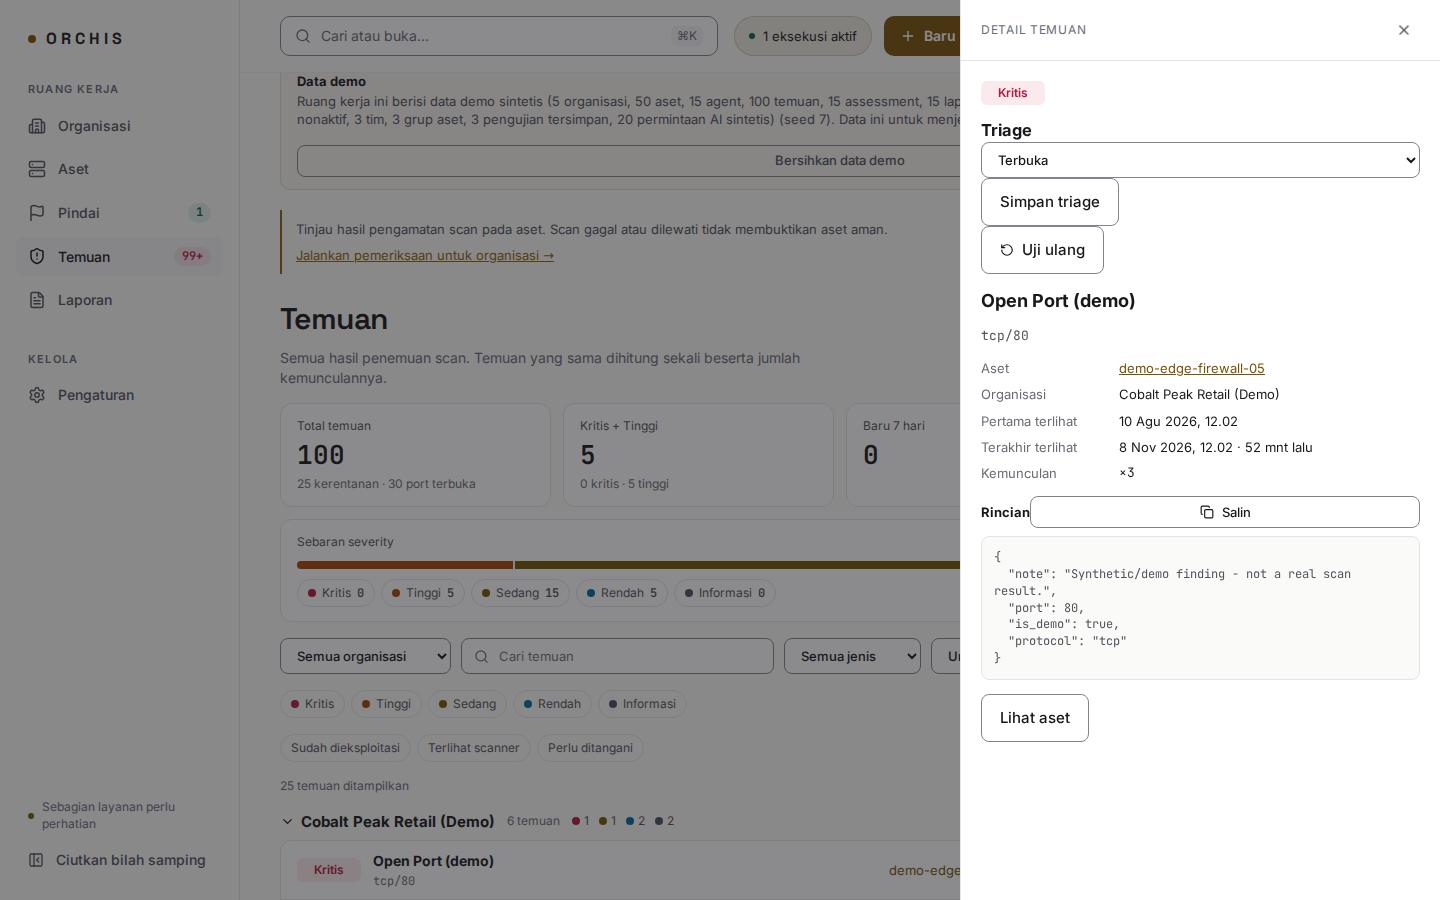 ORCHIS
RUANG KERJA
Organisasi
Aset
Pindai 1
Temuan 99+
Laporan
KELOLA
Pengaturan
Sebagian layanan perlu
perhatian
Ciutkan bilah samping
Cari atau buka... ⌘K
1 eksekusi aktif
+ Baru
Data demo
Ruang kerja ini berisi data demo sintetis (5 organisasi, 50 aset, 15 agent, 100 temuan, 15 assessment, 15 lap
nonaktif, 3 tim, 3 grup aset, 3 pengujian tersimpan, 20 permintaan AI sintetis) (seed 7). Data ini untuk menje
Bersihkan data demo
Tinjau hasil pengamatan scan pada aset. Scan gagal atau dilewati tidak membuktikan aset aman.
Jalankan pemeriksaan untuk organisasi →
Temuan
Semua hasil penemuan scan. Temuan yang sama dihitung sekali beserta jumlah
kemunculannya.
Total temuan
100
25 kerentanan · 30 port terbuka
Kritis + Tinggi
5
0 kritis · 5 tinggi
Baru 7 hari
0
Sebaran severity
Kritis 0 Tinggi 5 Sedang 15 Rendah 5 Informasi 0
Semua organisasi Cari temuan Semua jenis Ur
Kritis Tinggi Sedang Rendah Informasi
Sudah dieksploitasi Terlihat scanner Perlu ditangani
25 temuan ditampilkan
Cobalt Peak Retail (Demo) 6 temuan 1 1 2 2
Kritis Open Port (demo) demo-edge
tcp/80
DETAIL TEMUAN
Kritis
Triage
Terbuka
Simpan triage
Uji ulang
Open Port (demo)
tcp/80
Aset demo-edge-firewall-05
Organisasi Cobalt Peak Retail (Demo)
Pertama terlihat 10 Agu 2026, 12.02
Terakhir terlihat 8 Nov 2026, 12.02 · 52 mnt lalu
Kemunculan ×3
Rincian Salin
{
"note": "Synthetic/demo finding - not a real scan
result.",
"port": 80,
"is_demo": true,
"protocol": "tcp"
}
Lihat aset